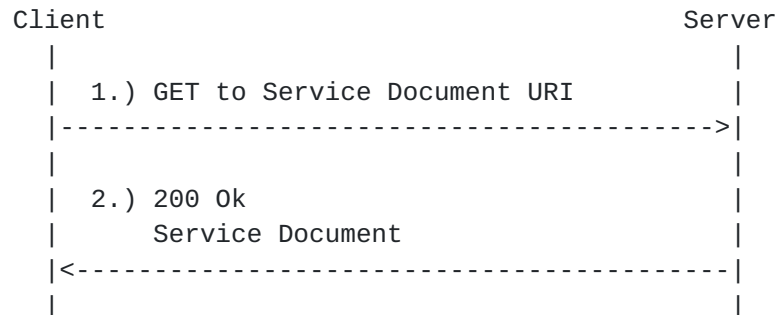 Client Server
1.) GET to Service Document URI
2.) 200 Ok
Service Document